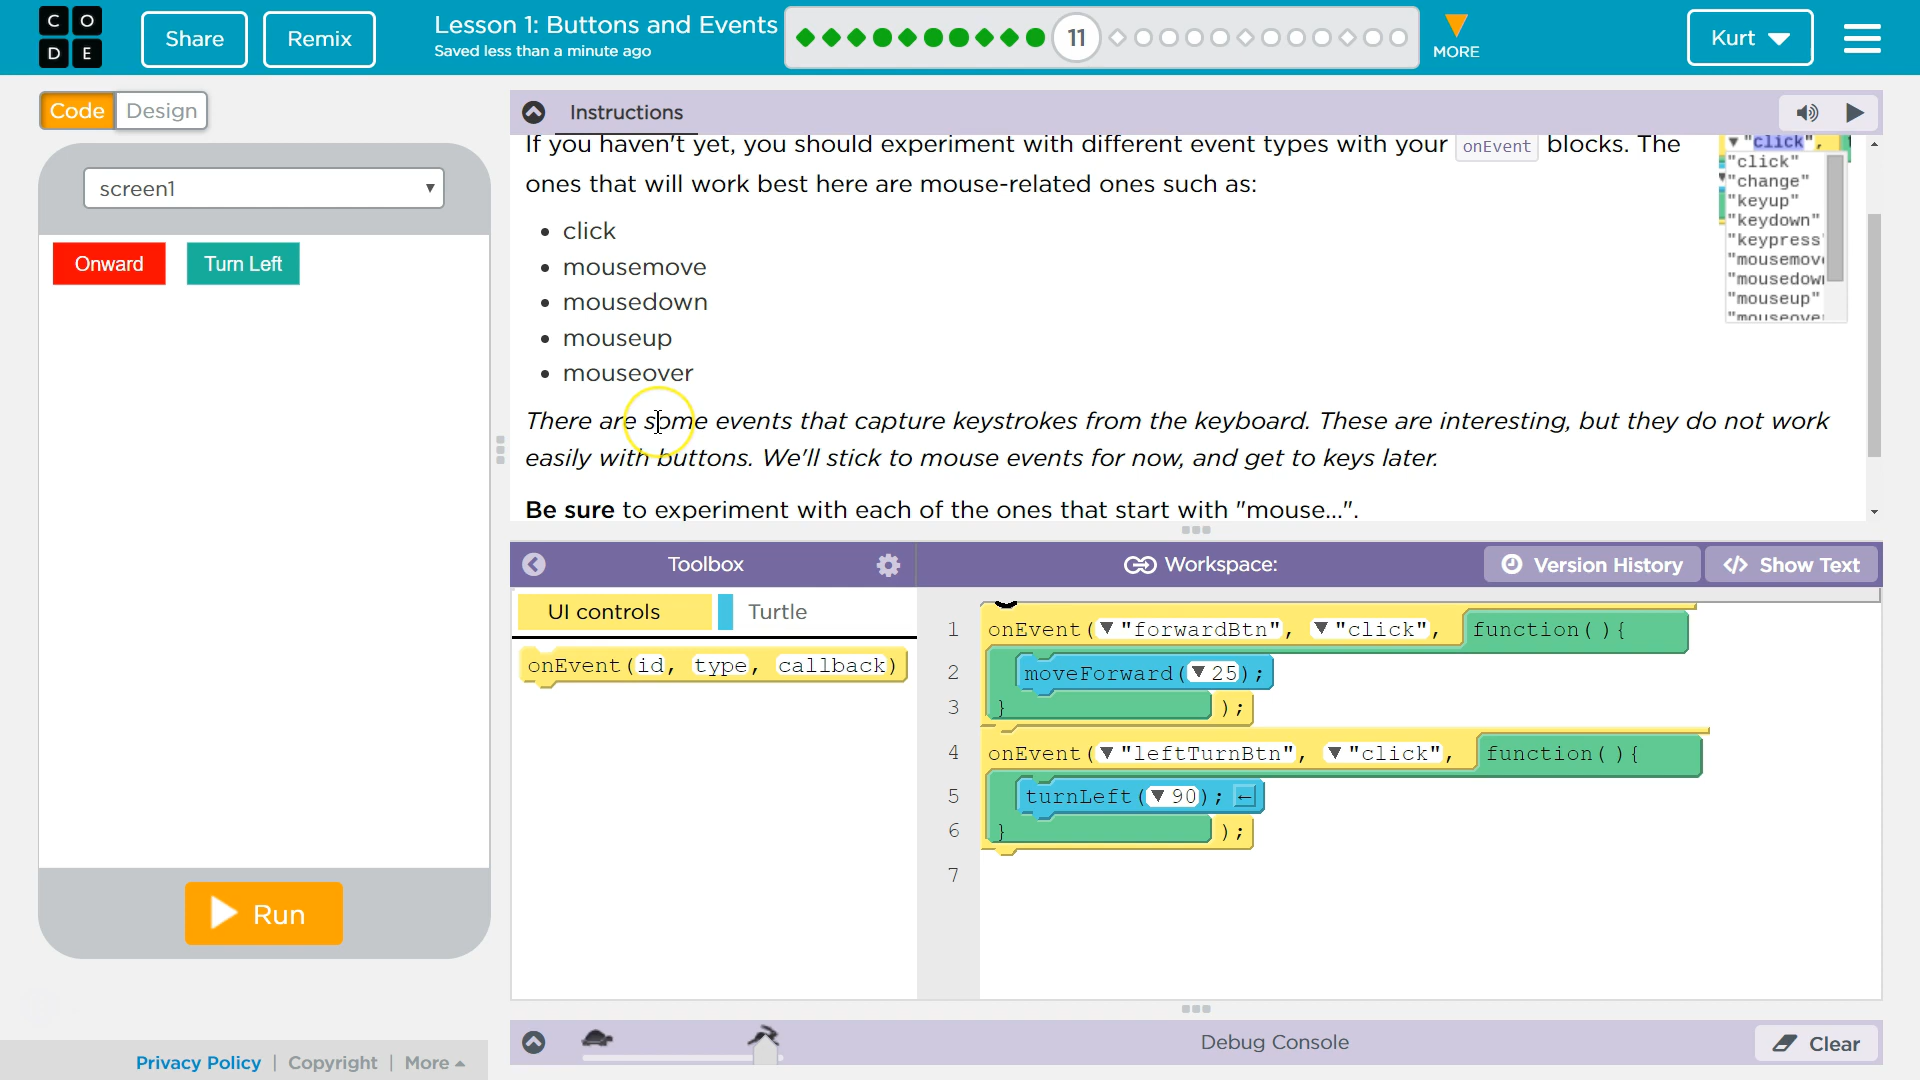 CODE
Share
Remix
Lesson 1: Buttons and Events
Saved less than a minute ago
11
MORE
Kurt
Code
Design
screen1
Onward
Turn Left
Run
Instructions
If you haven't yet, you should experiment with different event types with your onEvent blocks. The
ones that will work best here are mouse-related ones such as:
• click
• mousemove
• mousedown
• mouseup
• mouseover
There are some events that capture keystrokes from the keyboard. These are interesting, but they do not work
easily with buttons. We'll stick to mouse events for now, and get to keys later.
Be sure to experiment with each of the ones that start with "mouse...".
"click",
"click"
"change"
"keyup"
"keydown"
"keypress"
"mousemov
"mousedow
"mouseup"
"mouseove
Toolbox
Workspace:
Version History
</> Show Text
UI controls
Turtle
onEvent(id, type, callback)
1 onEvent(▼"forwardBtn", ▼"click", function( ){
2 moveForward(▼25);
3 } );
4 onEvent(▼"leftTurnBtn", ▼"click", function( ){
5 turnLeft(▼90); ←
6 } );
7
Debug Console
Clear
Privacy Policy | Copyright | More